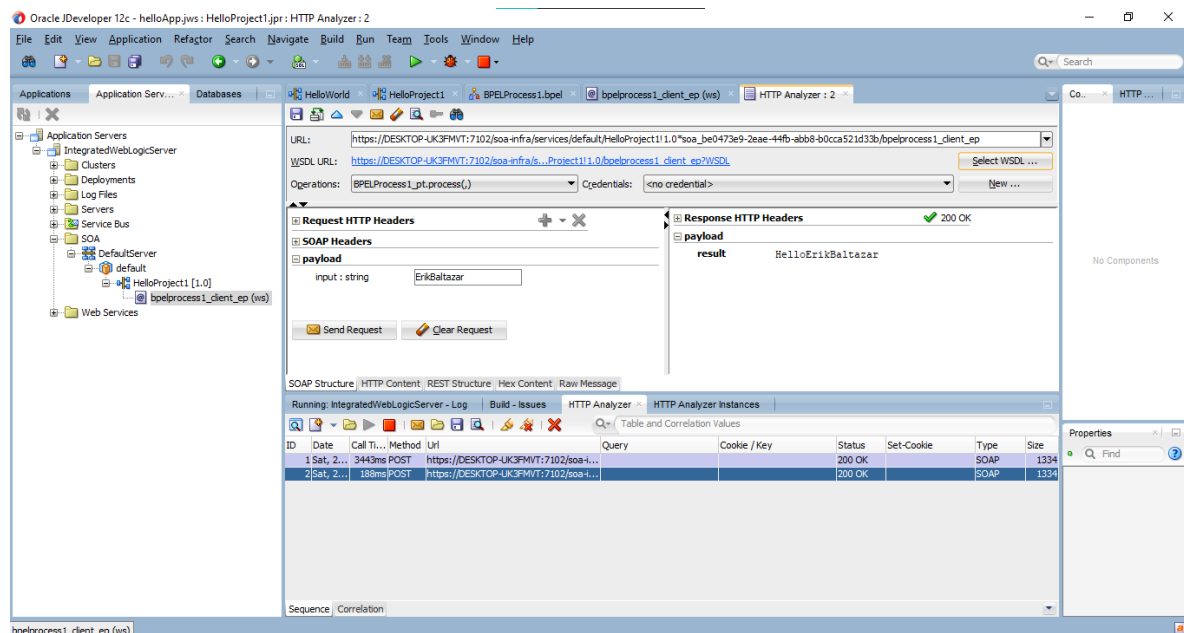 Oracle JDeveloper 12c - helloApp.jws : HelloProject1.jpr : HTTP Analyzer : 2
File Edit View Application Refactor Search Navigate Build Run Team Tools Window Help
Search
Applications Application Serv... Databases
HelloWorld HelloProject1 BPELProcess1.bpel bpelprocess1_client_ep (ws) HTTP Analyzer : 2
Co.. HTTP ...
Application Servers
IntegratedWebLogicServer
Clusters
Deployments
Log Files
Servers
Service Bus
SOA
DefaultServer
default
HelloProject1 [1.0]
bpelprocess1_client_ep (ws)
Web Services
URL: https://DESKTOP-UK3FMVT:7102/soa-infra/services/default/HelloProject1!1.0*soa_be0473e9-2eae-44fb-abb8-b0cca521d33b/bpelprocess1_client_ep
WSDL URL: https://DESKTOP-UK3FMVT:7102/soa-infra/s...Project1!1.0/bpelprocess1_client_ep?WSDL Select WSDL ...
Operations: BPELProcess1_pt.process(,) Credentials: <no credential> New ...
Request HTTP Headers
SOAP Headers
payload
input : string ErikBaltazar
Send Request Clear Request
Response HTTP Headers 200 OK
payload
result HelloErikBaltazar
No Components
SOAP Structure HTTP Content REST Structure Hex Content Raw Message
Running: IntegratedWebLogicServer - Log Build - Issues HTTP Analyzer HTTP Analyzer Instances
Table and Correlation Values
ID Date Call Ti... Method Url Query Cookie / Key Status Set-Cookie Type Size
1 Sat, 2... 3443ms POST https://DESKTOP-UK3FMVT:7102/soa-i... 200 OK SOAP 1334
2 Sat, 2... 188ms POST https://DESKTOP-UK3FMVT:7102/soa-i... 200 OK SOAP 1334
Properties
Find
Sequence Correlation
bpelprocess1_client_ep (ws)